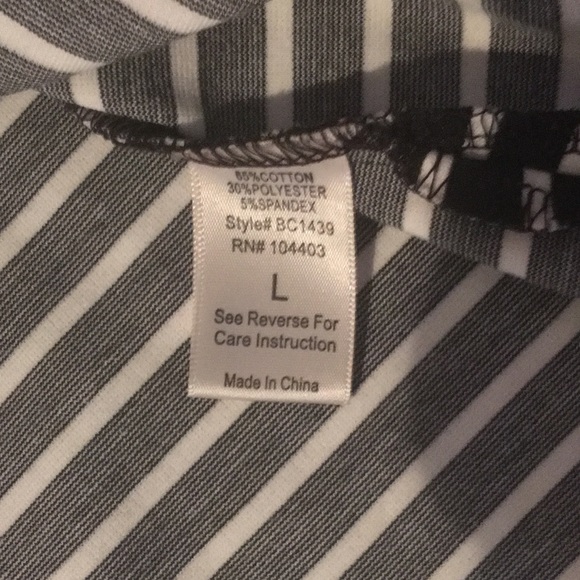 65%COTTON
30%POLYESTER
5%SPANDEX
Style# BC1439
RN# 104403
L
See Reverse For
Care Instruction
Made In China